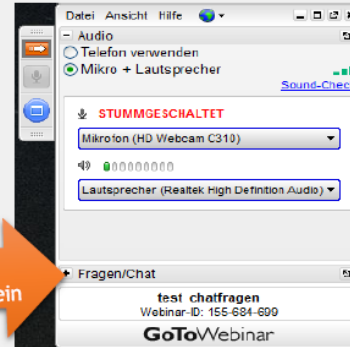 Datei Ansicht Hilfe
Audio
Telefon verwenden
Mikro + Lautsprecher
Sound-Chec
STUMMGESCHALTET
Mikrofon (HD Webcam C310)
Lautsprecher (Realtek High Definition Audio)
ein
Fragen/Chat
test chatfragen
Webinar-ID: 155-684-699
GoToWebinar